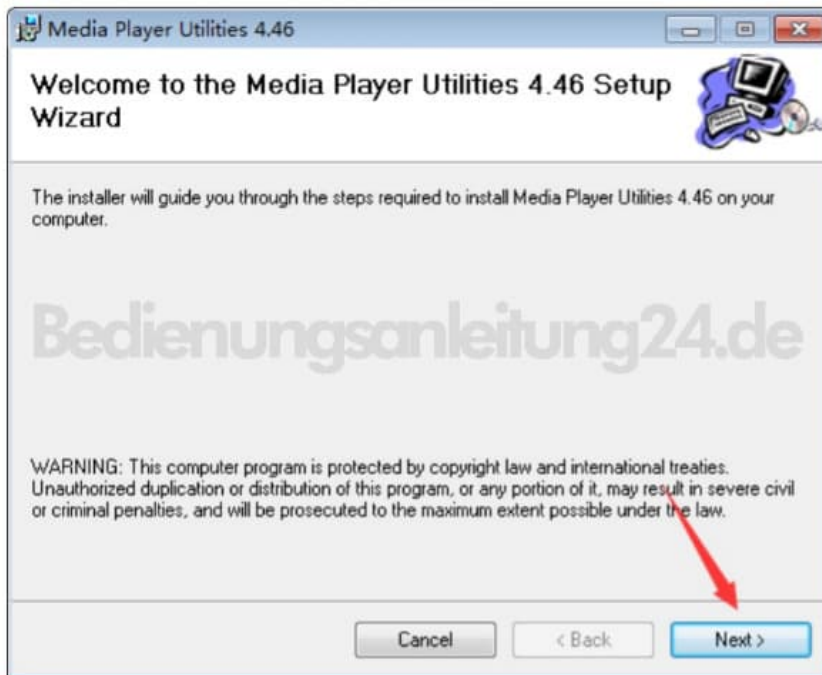 Media Player Utilities 4.46
Welcome to the Media Player Utilities 4.46 Setup
Wizard
The installer will guide you through the steps required to install Media Player Utilities 4.46 on your
computer.
Bedienungsanleitung24.de
WARNING: This computer program is protected by copyright law and international treaties.
Unauthorized duplication or distribution of this program, or any portion of it, may result in severe civil
or criminal penalties, and will be prosecuted to the maximum extent possible under the law.
Cancel
< Back
Next >